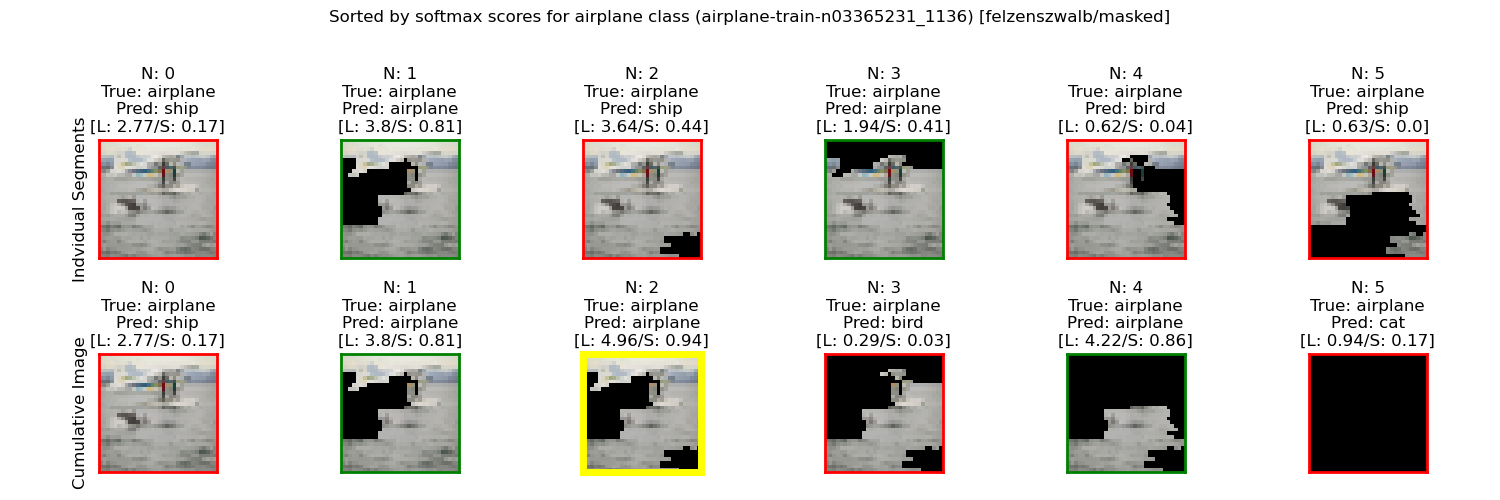 Sorted by softmax scores for airplane class (airplane-train-n03365231_1136) [felzenszwalb/masked]
Indvidual Segments
N: 0
True: airplane
Pred: ship
[L: 2.77/S: 0.17]
N: 1
True: airplane
Pred: airplane
[L: 3.8/S: 0.81]
N: 2
True: airplane
Pred: ship
[L: 3.64/S: 0.44]
N: 3
True: airplane
Pred: airplane
[L: 1.94/S: 0.41]
N: 4
True: airplane
Pred: bird
[L: 0.62/S: 0.04]
N: 5
True: airplane
Pred: ship
[L: 0.63/S: 0.0]
Cumulative Image
N: 0
True: airplane
Pred: ship
[L: 2.77/S: 0.17]
N: 1
True: airplane
Pred: airplane
[L: 3.8/S: 0.81]
N: 2
True: airplane
Pred: airplane
[L: 4.96/S: 0.94]
N: 3
True: airplane
Pred: bird
[L: 0.29/S: 0.03]
N: 4
True: airplane
Pred: airplane
[L: 4.22/S: 0.86]
N: 5
True: airplane
Pred: cat
[L: 0.94/S: 0.17]